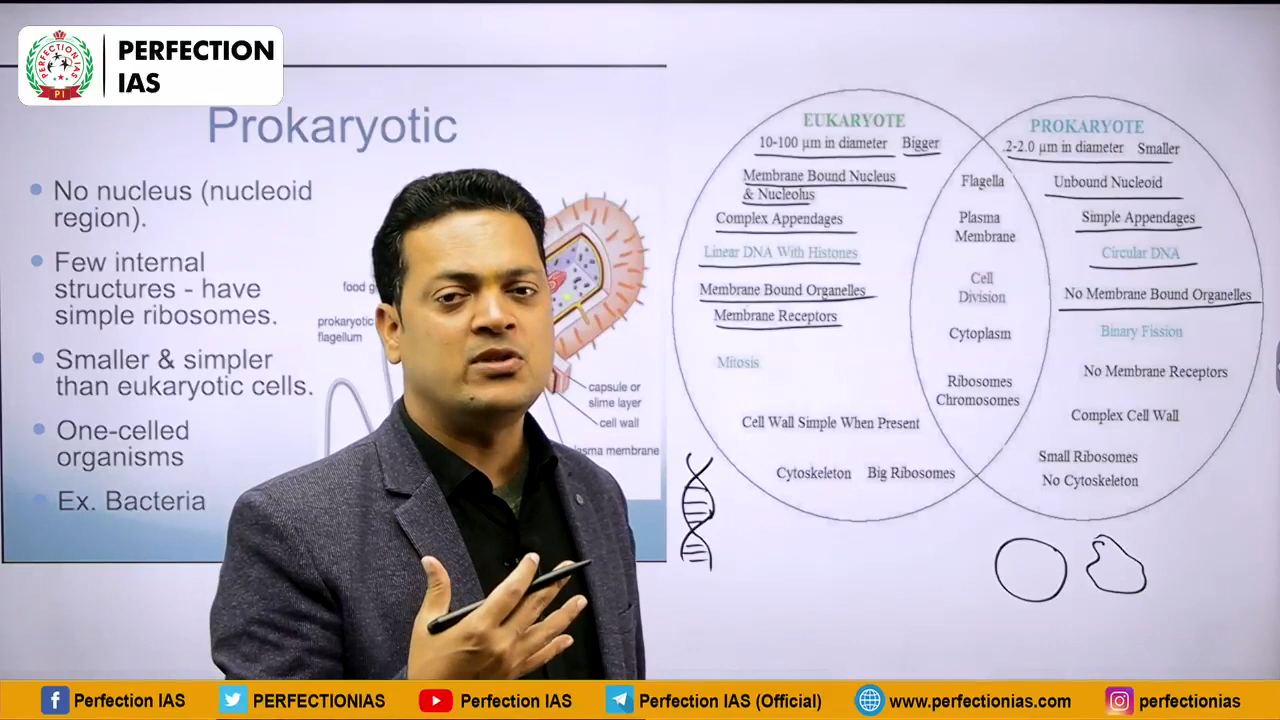 PERFECTION
IAS
PERFECTION IAS
PI
Prokaryotic
No nucleus (nucleoid
region).
Few internal
structures - have
simple ribosomes.
Smaller & simpler
than eukaryotic cells.
One-celled
organisms
Ex. Bacteria
food
prokaryotic
flagellum
capsule or
slime layer
cell wall
membrane
EUKARYOTE
10-100 µm in diameter Bigger
Membrane Bound Nucleus
& Nucleolus
Complex Appendages
Linear DNA With Histones
Membrane Bound Organelles
Membrane Receptors
Mitosis
Cell Wall Simple When Present
Cytoskeleton Big Ribosomes
Flagella
Plasma
Membrane
Cell
Division
Cytoplasm
Ribosomes
Chromosomes
PROKARYOTE
.2-2.0 µm in diameter Smaller
Unbound Nucleoid
Simple Appendages
Circular DNA
No Membrane Bound Organelles
Binary Fission
No Membrane Receptors
Complex Cell Wall
Small Ribosomes
No Cytoskeleton
Perfection IAS
PERFECTIONIAS
Perfection IAS
Perfection IAS (Official)
www.perfectionias.com
perfectionias